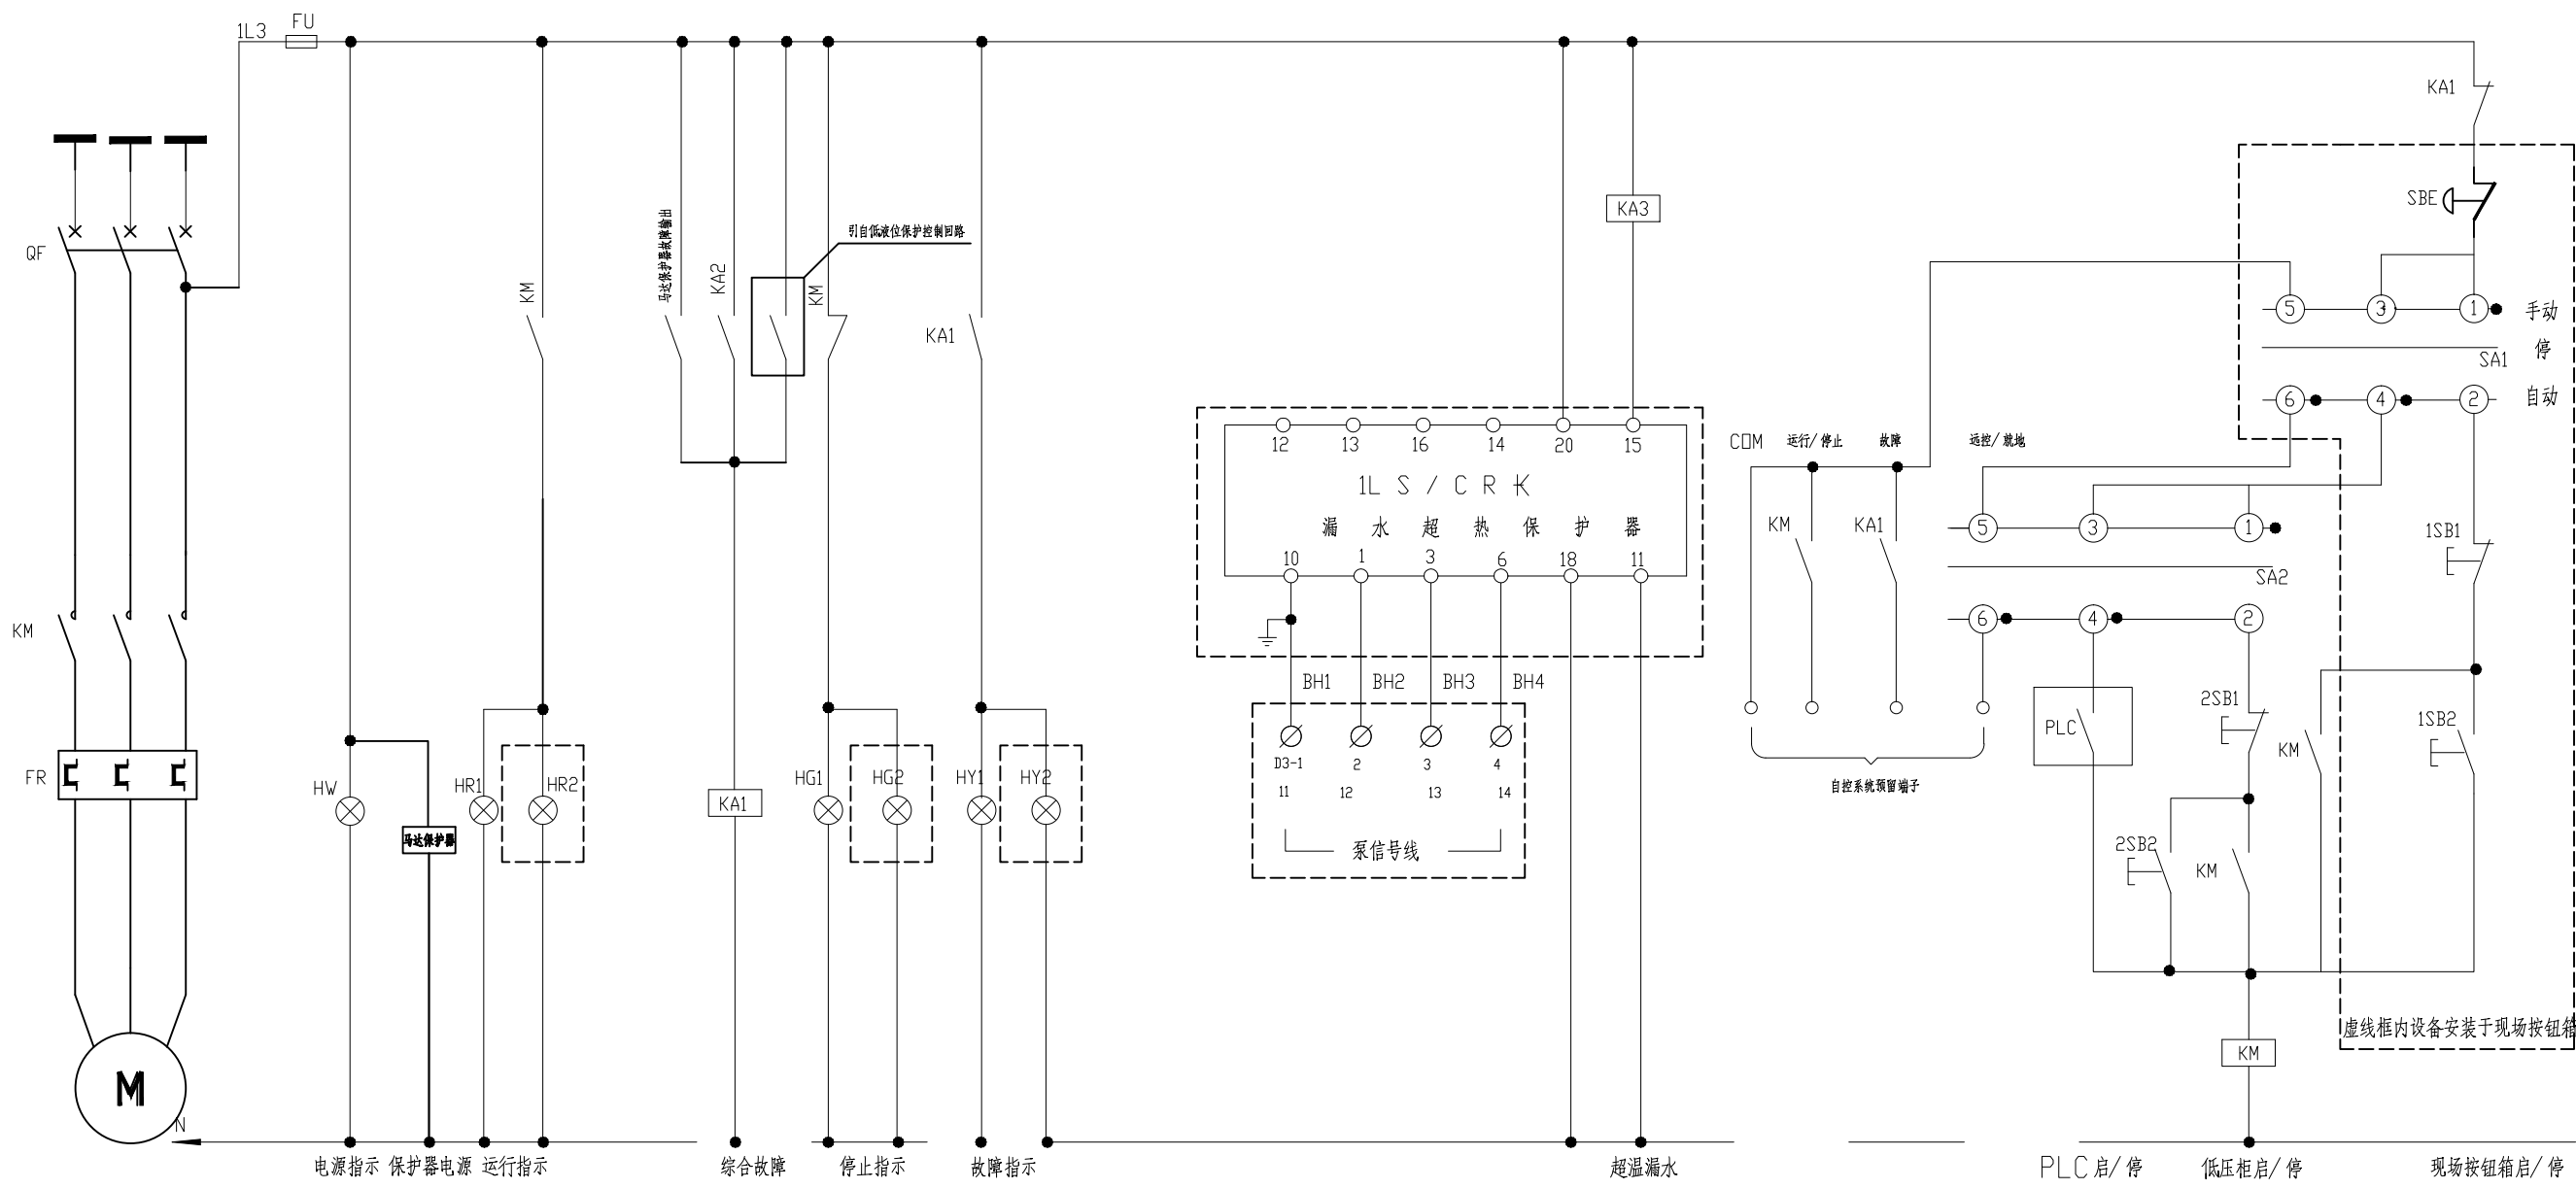 1L3
FU
KA1
SBE
QF
马达保护器故障输出
KA2
引自低液位保护控制回路
KM
KM
KA1
KA3
5
3
1
手动
SA1
停
6
4
2
自动
12
13
16
14
20
15
1LS/CRK
漏水超热保护器
10
1
3
6
18
11
COM
运行/停止
故障
远控/就地
KM
KA1
5
3
1
SA2
6
4
2
1SB1
KM
BH1
BH2
BH3
BH4
PLC
2SB1
KM
1SB2
FR
HW
HR1
HR2
KA1
HG1
HG2
HY1
HY2
马达保护器
D3-1
2
3
4
11
12
13
14
泵信号线
自控系统预留端子
2SB2
KM
虚线框内设备安装于现场按钮箱
KM
M
N
电源指示
保护器电源
运行指示
综合故障
停止指示
故障指示
超温漏水
PLC启/停
低压柜启/停
现场按钮箱启/停